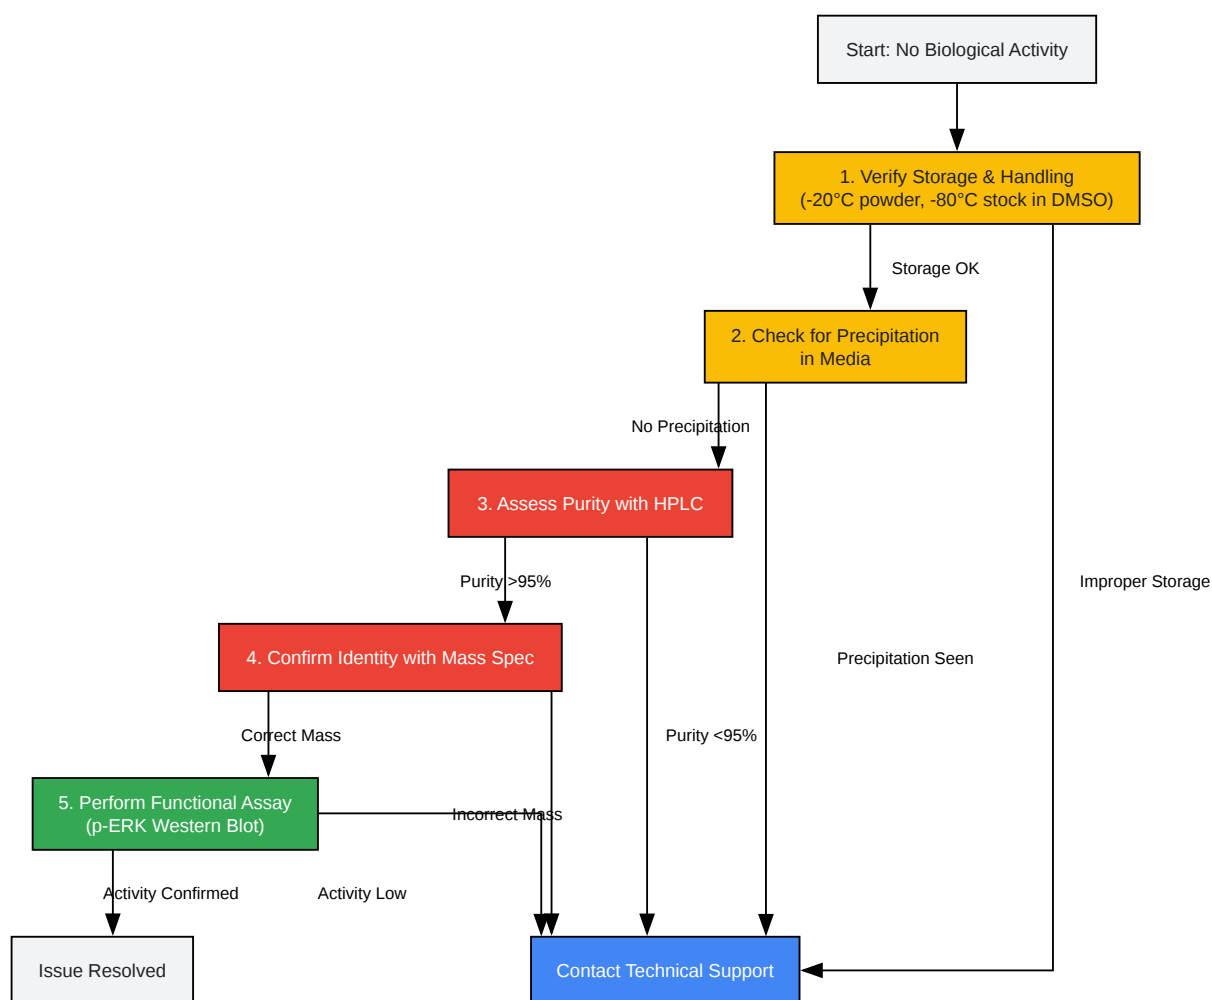 Start: No Biological Activity
1. Verify Storage & Handling
(-20°C powder, -80°C stock in DMSO)
Storage OK
2. Check for Precipitation
in Media
No Precipitation
3. Assess Purity with HPLC
Purity >95%
Improper Storage
4. Confirm Identity with Mass Spec
Precipitation Seen
Correct Mass
Purity <95%
5. Perform Functional Assay
(p-ERK Western Blot)
Incorrect Mass
Activity Confirmed
Activity Low
Issue Resolved
Contact Technical Support